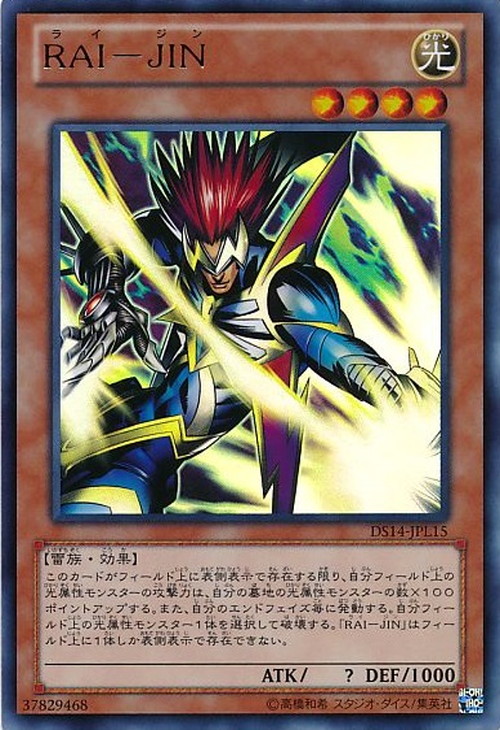 ライ ジン
RAI－JIN
ひかり
光
DS14-JPL15
【雷族・効果】
このカードがフィールド上に表側表示で存在する限り、自分フィールド上の
光属性モンスターの攻撃力は、自分の墓地の光属性モンスターの数×１００
ポイントアップする。また、自分のエンドフェイズ毎に発動する。自分フィー
ルド上の光属性モンスター１体を選択して破壊する。「RAI－JIN」はフィー
ルド上に１体しか表側表示で存在できない。
ATK/ ? DEF/1000
37829468
©高橋和希 スタジオ・ダイス/集英社